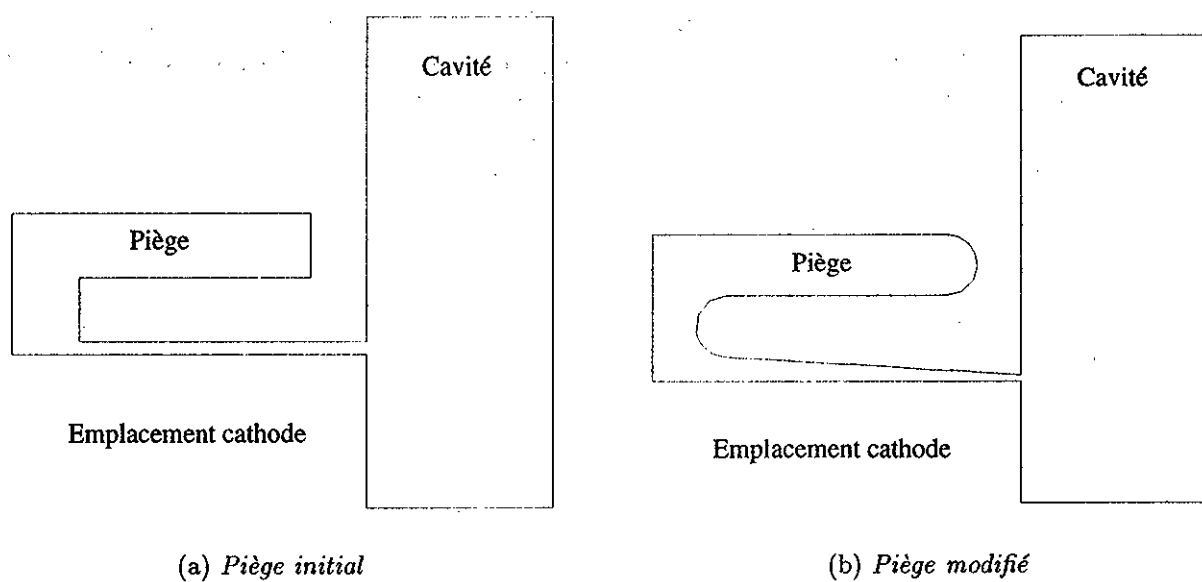 Cavité
Piège
Emplacement cathode
(a) Piège initial
Cavité
Piège
Emplacement cathode
(b) Piège modifié